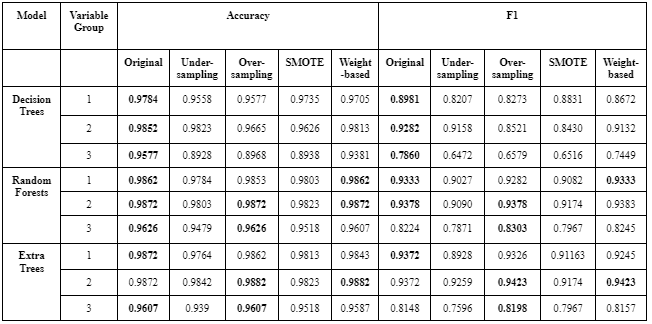 Model Variable Group Accuracy F1
Original Under-sampling Over-sampling SMOTE Weight-based Original Under-sampling Over-sampling SMOTE Weight-based
Decision Trees 1 0.9784 0.9558 0.9577 0.9735 0.9705 0.8981 0.8207 0.8273 0.8831 0.8672
2 0.9852 0.9823 0.9665 0.9626 0.9813 0.9282 0.9158 0.8521 0.8430 0.9132
3 0.9577 0.8928 0.8968 0.8938 0.9381 0.7860 0.6472 0.6579 0.6516 0.7449
Random Forests 1 0.9862 0.9784 0.9853 0.9803 0.9862 0.9333 0.9027 0.9282 0.9082 0.9333
2 0.9872 0.9803 0.9872 0.9823 0.9872 0.9378 0.9090 0.9378 0.9174 0.9383
3 0.9626 0.9479 0.9626 0.9518 0.9607 0.8224 0.7871 0.8303 0.7967 0.8245
Extra Trees 1 0.9872 0.9764 0.9862 0.9813 0.9843 0.9372 0.8928 0.9326 0.91163 0.9245
2 0.9872 0.9842 0.9882 0.9823 0.9882 0.9372 0.9259 0.9423 0.9174 0.9423
3 0.9607 0.939 0.9607 0.9518 0.9587 0.8148 0.7596 0.8198 0.7967 0.8157